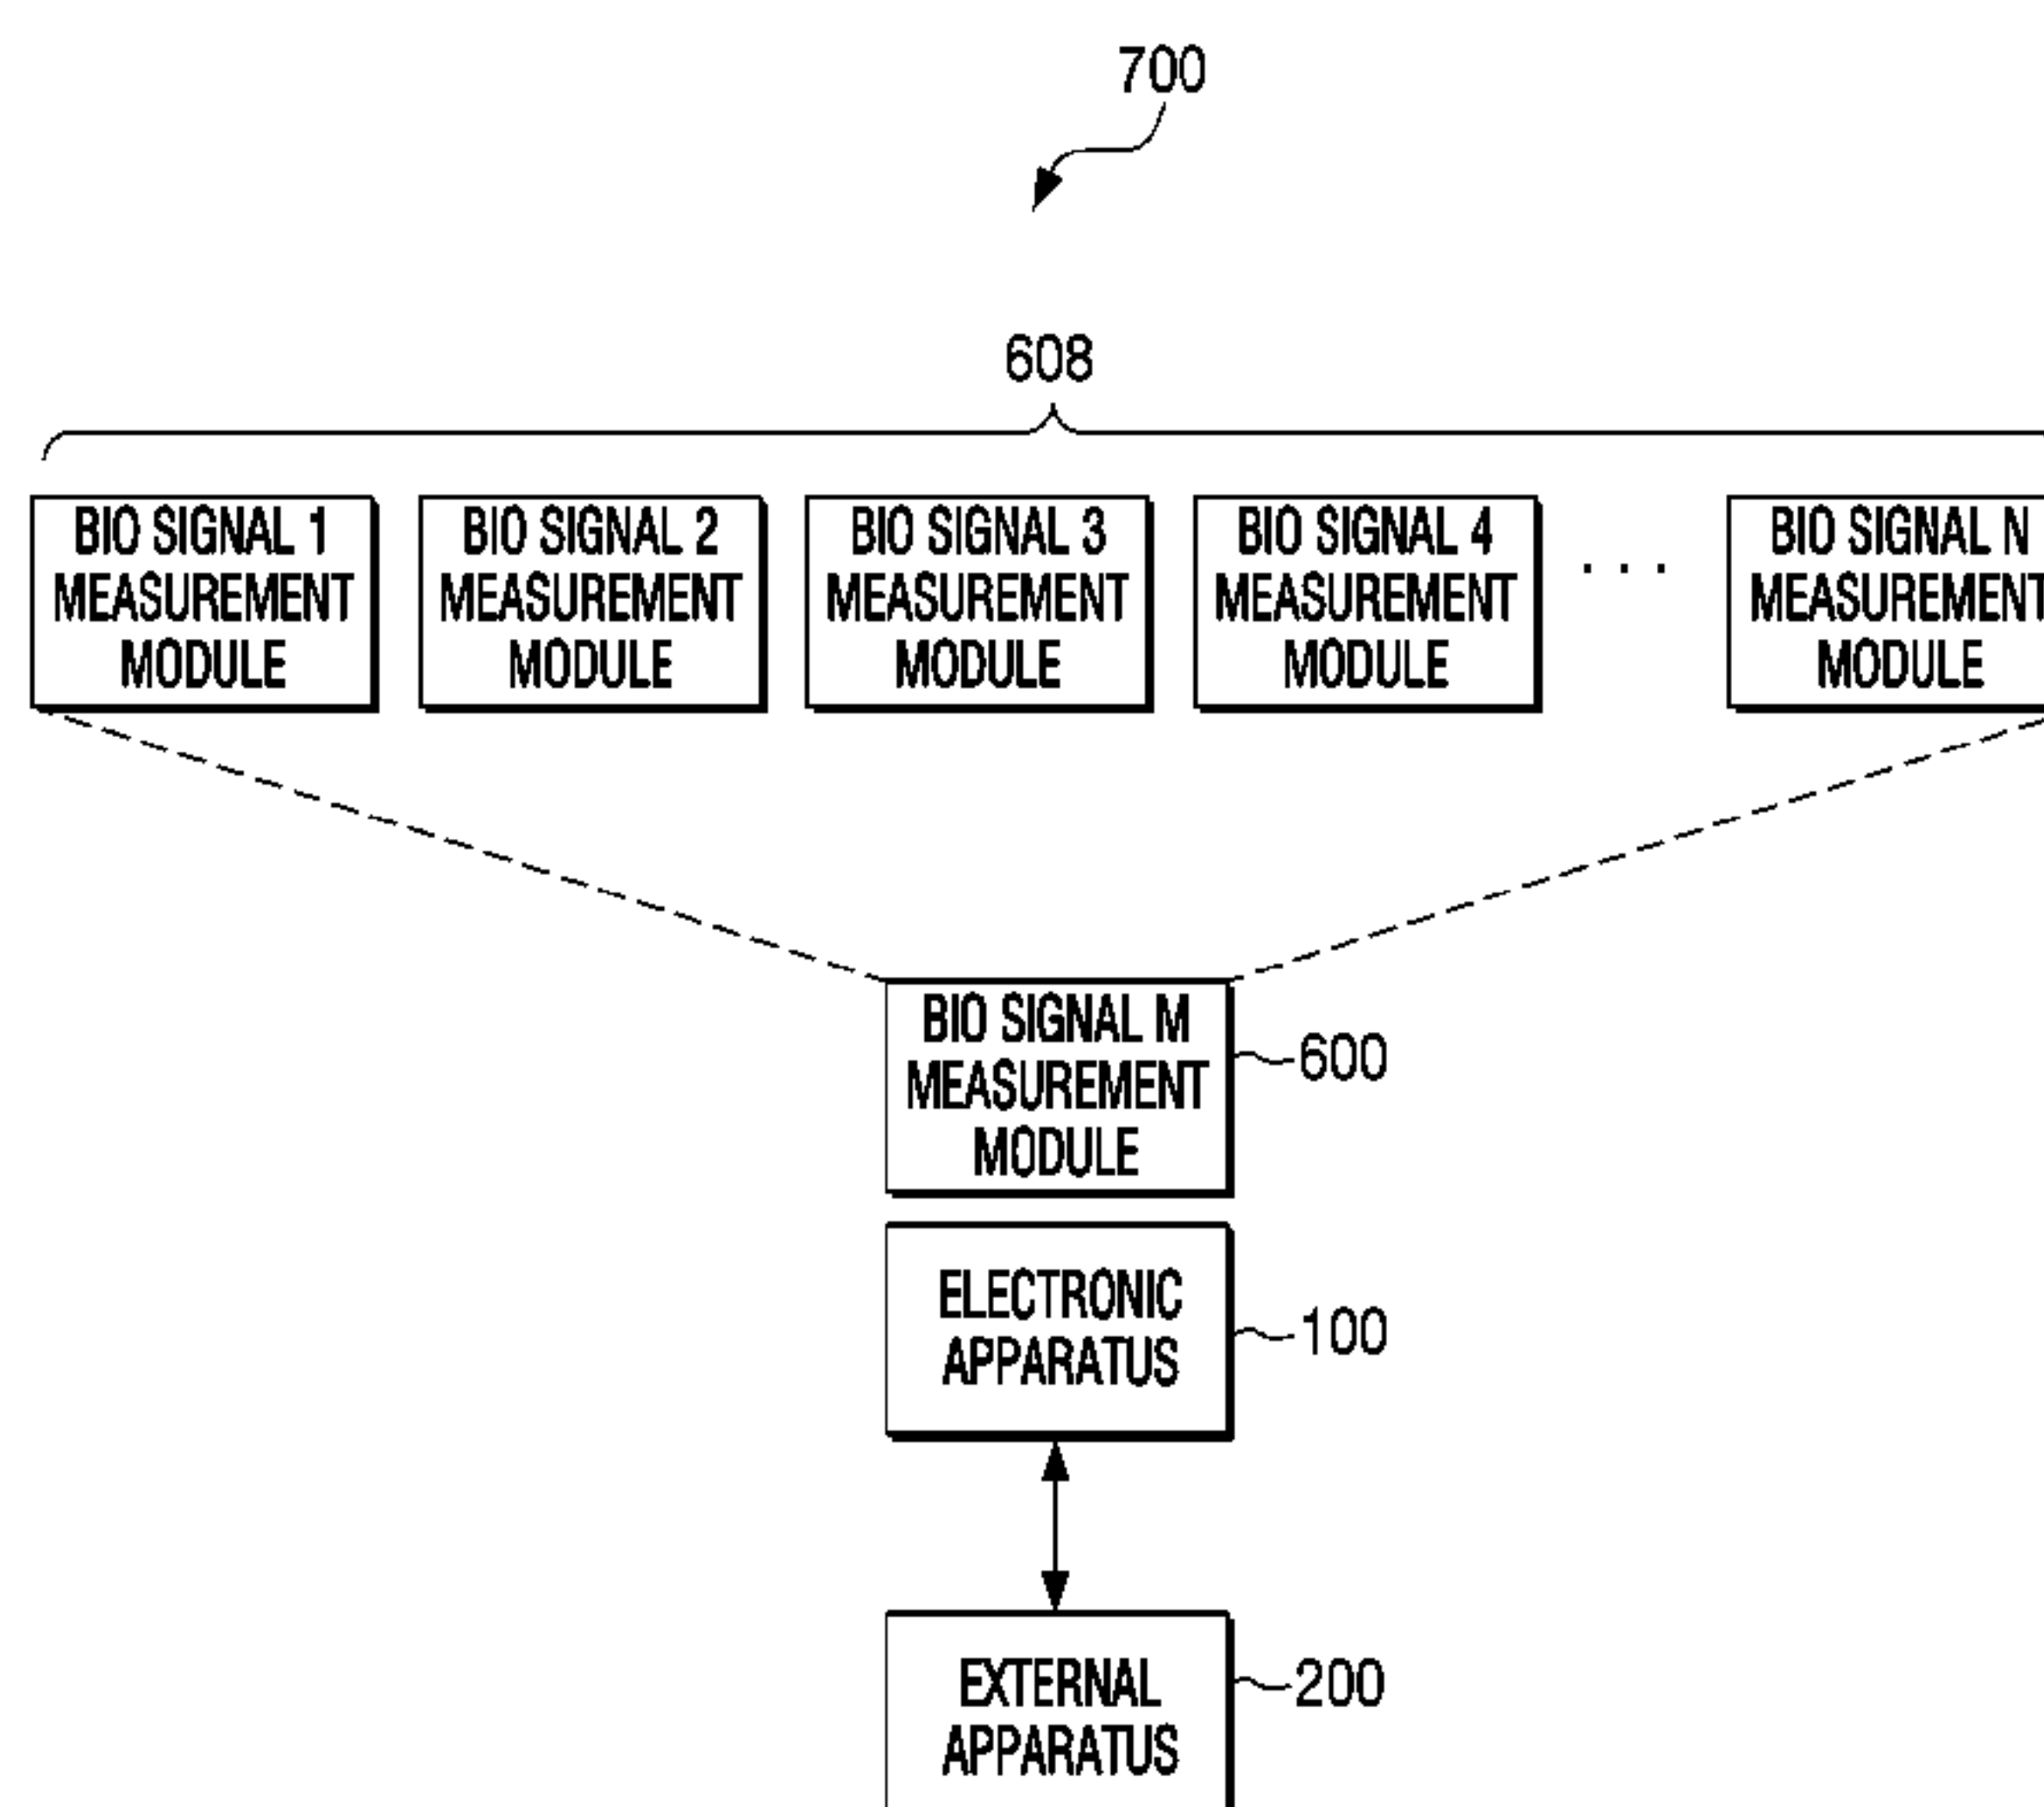 700
608
BIO SIGNAL 1
MEASUREMENT
MODULE
BIO SIGNAL 2
MEASUREMENT
MODULE
BIO SIGNAL 3
MEASUREMENT
MODULE
BIO SIGNAL 4
MEASUREMENT
MODULE
. . .
BIO SIGNAL N
MEASUREMENT
MODULE
BIO SIGNAL M
MEASUREMENT
MODULE
600
ELECTRONIC
APPARATUS
100
EXTERNAL
APPARATUS
200